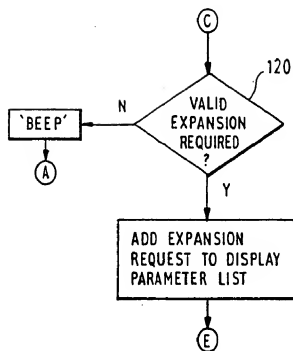 C
120
VALID
EXPANSION
REQUIRED
?
N
'BEEP'
A
Y
ADD EXPANSION
REQUEST TO DISPLAY
PARAMETER LIST
E